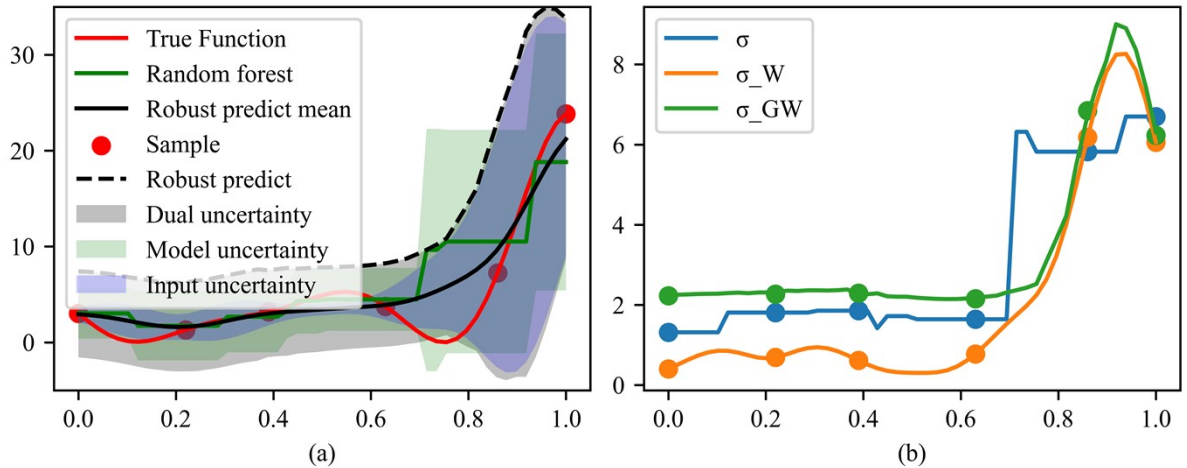 True Function
Random forest
Robust predict mean
Sample
Robust predict
Dual uncertainty
Model uncertainty
Input uncertainty
30
20
10
0
0.0 0.2 0.4 0.6 0.8 1.0
(a)
σ
σ_W
σ_GW
8
6
4
2
0
0.0 0.2 0.4 0.6 0.8 1.0
(b)